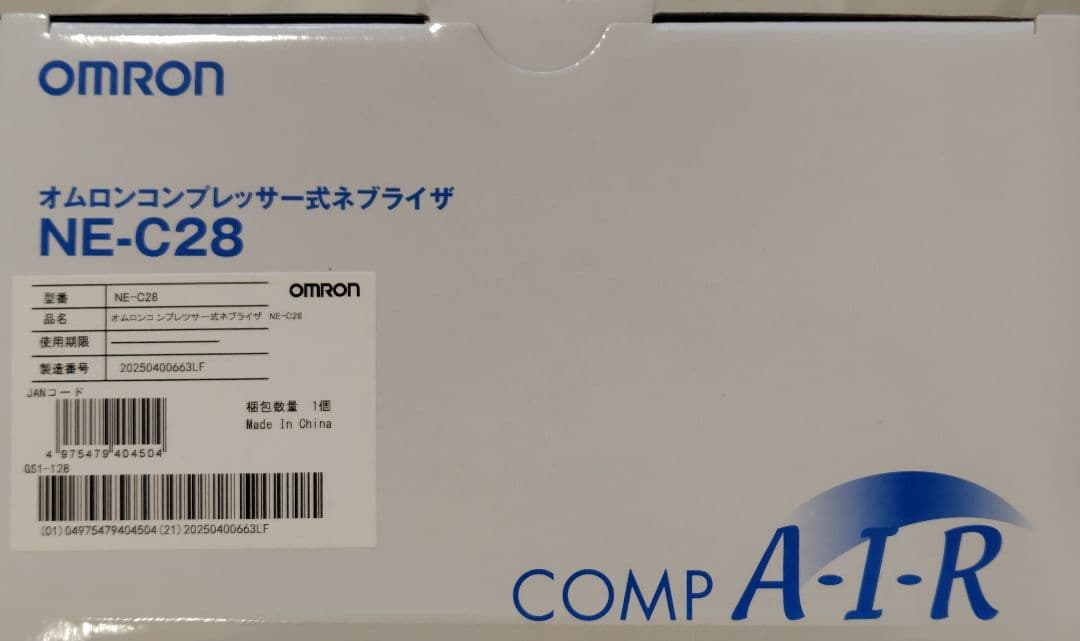 OMRON
オムロンコンプレッサー式ネブライザ
NE-C28
OMRON
型番 NE-C28
品名 オムロンコンプレツサー式ネブライザ NE-C28
使用期限
製造番号 20250400663LF
JANコード
梱包数量 1個
Made In China
4 975479 404504
GS1-128
(01)04975479404504(21)20250400663LF
COMP A-I-R